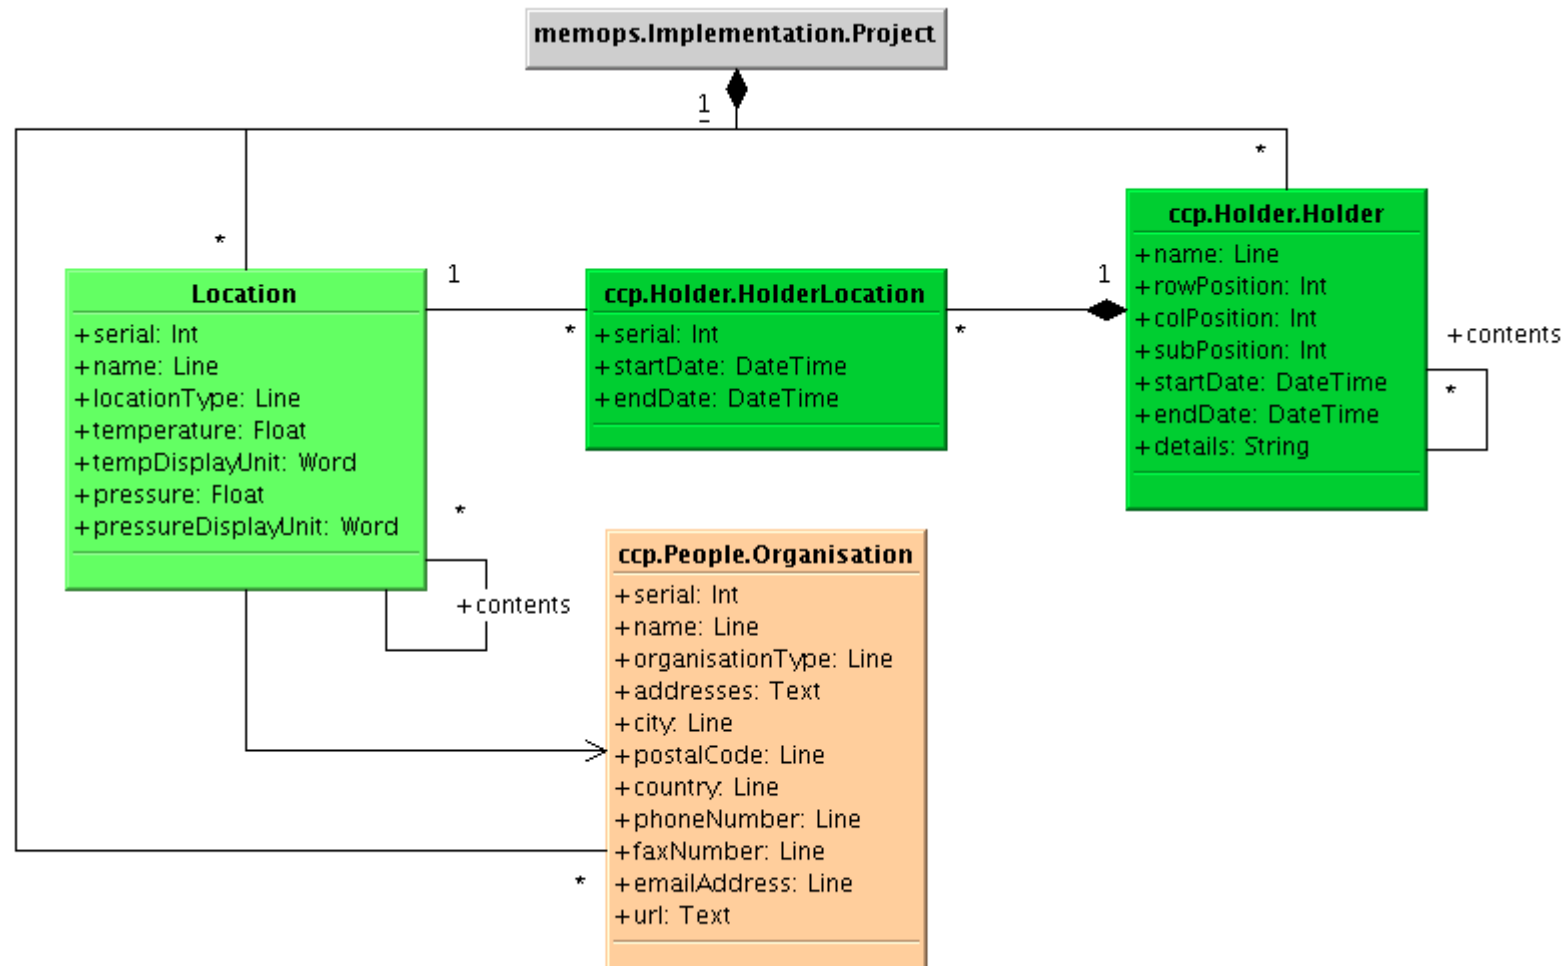 memops.Implementation.Project
1
*
*
ccp.Holder.Holder
+name: Line
+rowPosition: Int
+colPosition: Int
+subPosition: Int
+startDate: DateTime
+endDate: DateTime
+details: String
+contents
*
Location
+serial: Int
+name: Line
+locationType: Line
+temperature: Float
+tempDisplayUnit: Word
+pressure: Float
+pressureDisplayUnit: Word
1
*
ccp.Holder.HolderLocation
+serial: Int
+startDate: DateTime
+endDate: DateTime
1
*
*
+contents
ccp.People.Organisation
+serial: Int
+name: Line
+organisationType: Line
+addresses: Text
+city: Line
+postalCode: Line
+country: Line
+phoneNumber: Line
+faxNumber: Line
+emailAddress: Line
+url: Text
*